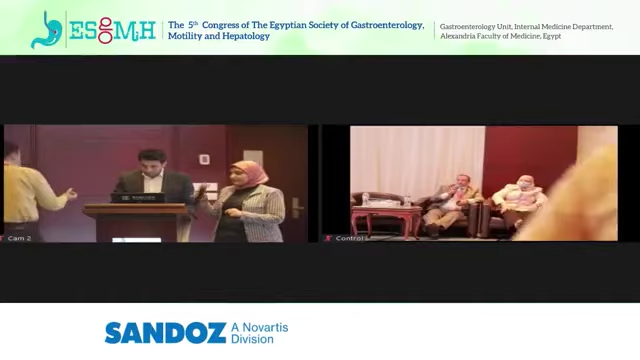 ESGMH
The 5th Congress of The Egyptian Society of Gastroenterology,
Motility and Hepatology
Gastroenterology Unit, Internal Medicine Department,
Alexandria Faculty of Medicine, Egypt
Cam 2
Control
SANDOZ A Novartis
Division